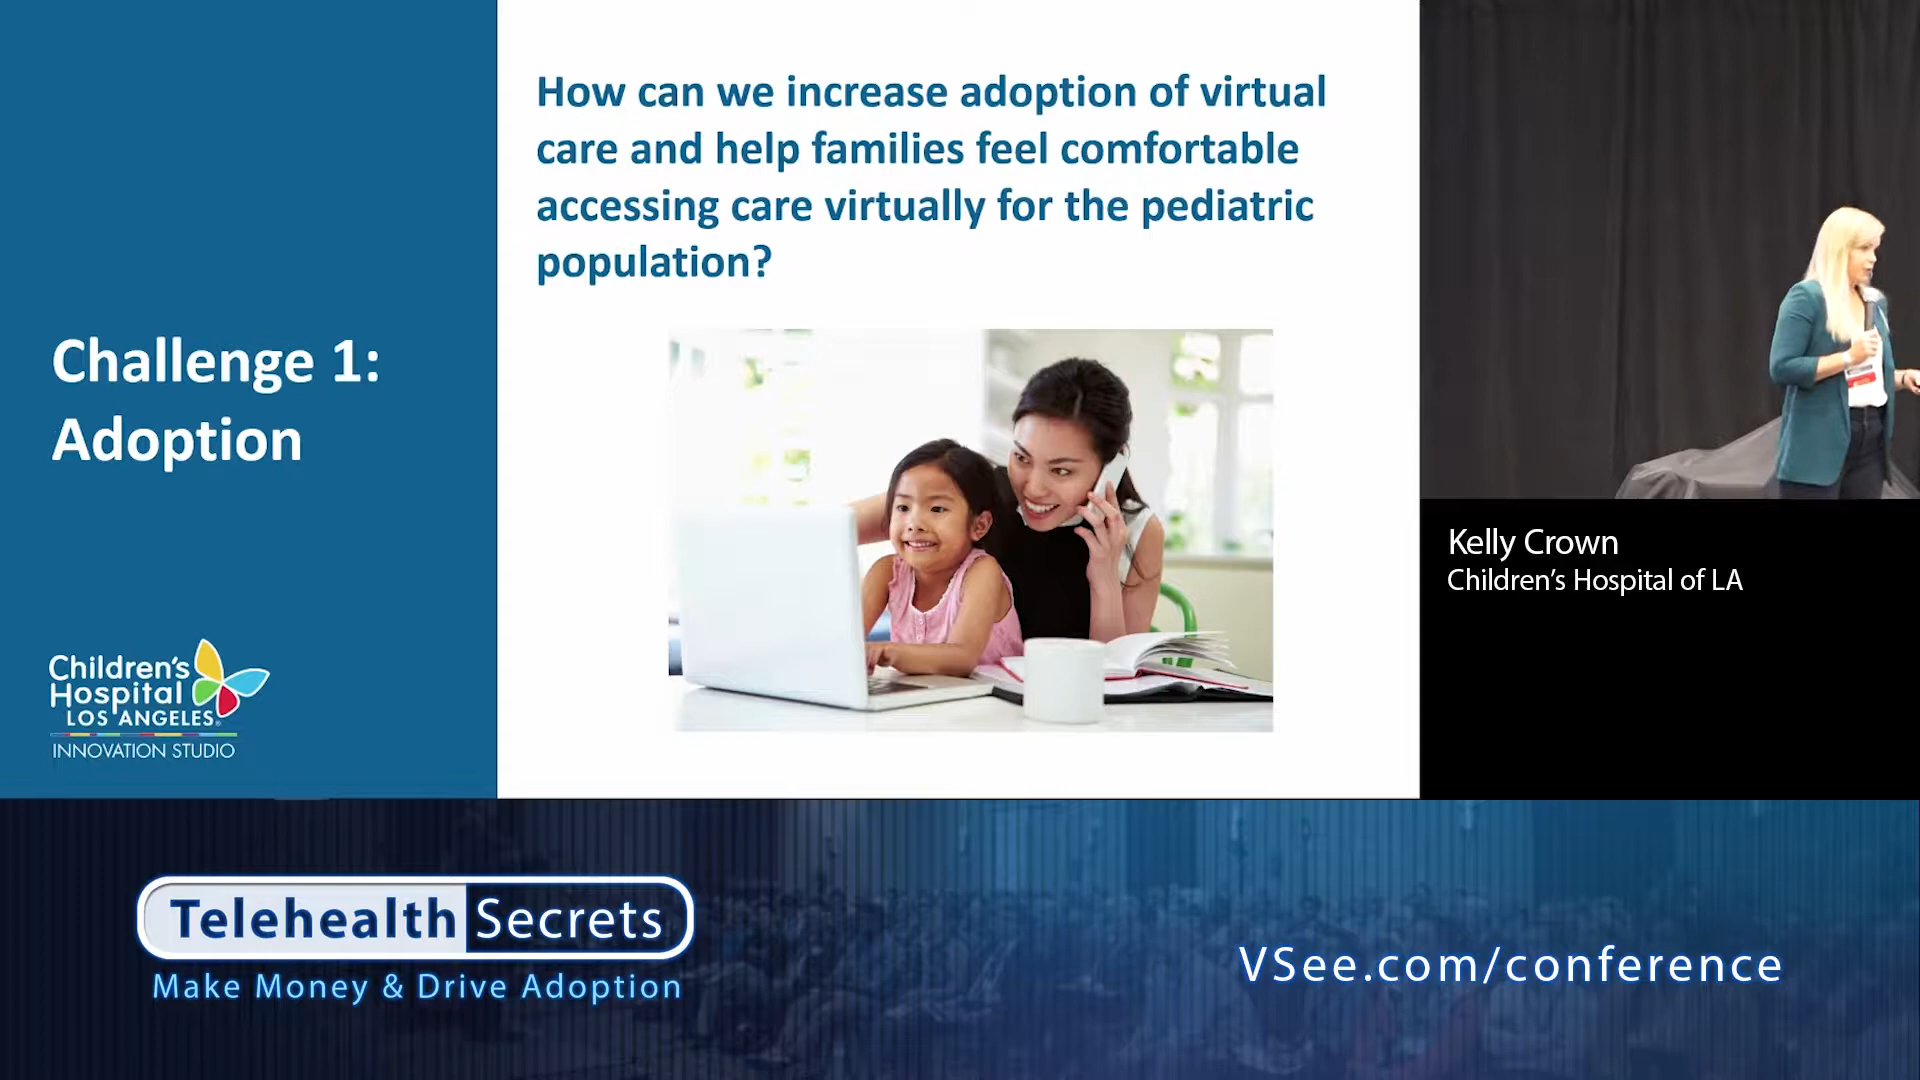 How can we increase adoption of virtual
care and help families feel comfortable
accessing care virtually for the pediatric
population?
Challenge 1:
Adoption
Children's
Hospital
LOS ANGELES®
INNOVATION STUDIO
Kelly Crown
Children's Hospital of LA
Telehealth Secrets
Make Money & Drive Adoption
VSee.com/conference